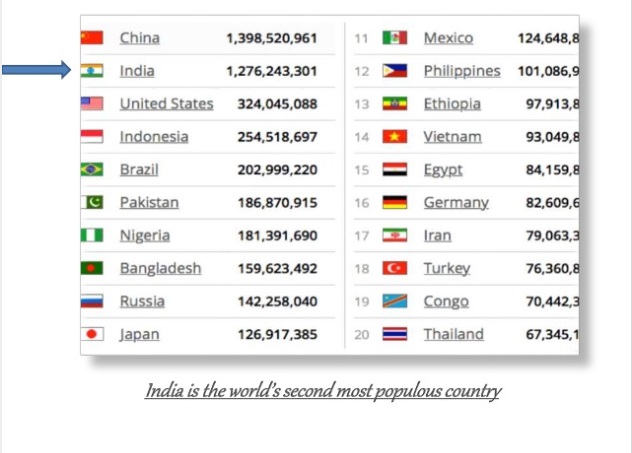 China 1,398,520,961
India 1,276,243,301
United States 324,045,088
Indonesia 254,518,697
Brazil 202,999,220
Pakistan 186,870,915
Nigeria 181,391,690
Bangladesh 159,623,492
Russia 142,258,040
Japan 126,917,385
11 Mexico 124,648,8
12 Philippines 101,086,9
13 Ethiopia 97,913,8
14 Vietnam 93,049,8
15 Egypt 84,159,8
16 Germany 82,609,6
17 Iran 79,063,3
18 Turkey 76,360,8
19 Congo 70,442,3
20 Thailand 67,345,1
India is the world's second most populous country